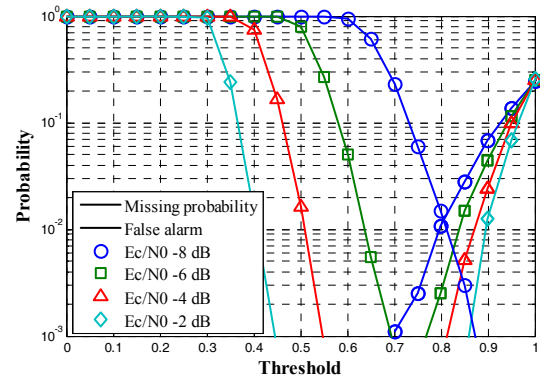 10^0
10^-1
10^-2
10^-3
Probability
Missing probability
False alarm
Ec/N0 -8 dB
Ec/N0 -6 dB
Ec/N0 -4 dB
Ec/N0 -2 dB
0 0.1 0.2 0.3 0.4 0.5 0.6 0.7 0.8 0.9 1
Threshold